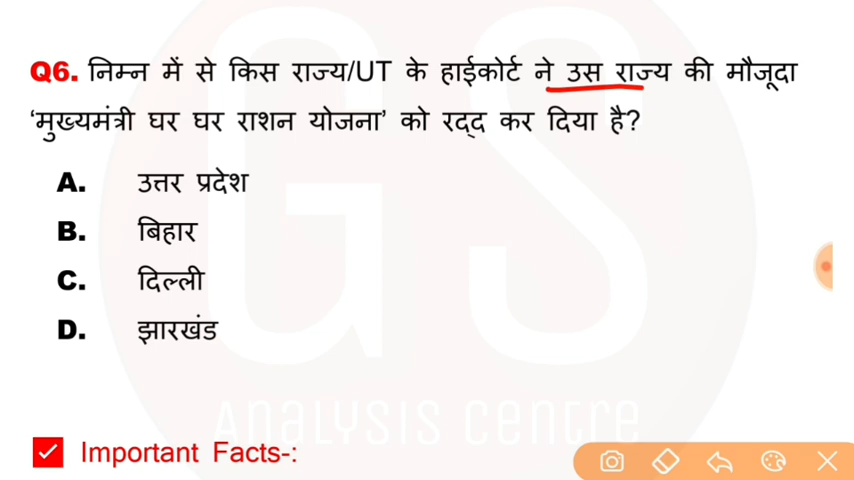 Q6. निम्न में से किस राज्य/UT के हाईकोर्ट ने उस राज्य की मौजूदा
‘मुख्यमंत्री घर घर राशन योजना’ को रद्द कर दिया है?
A. उत्तर प्रदेश
B. बिहार
C. दिल्ली
D. झारखंड
GS
Analysis Centre
Important Facts-: